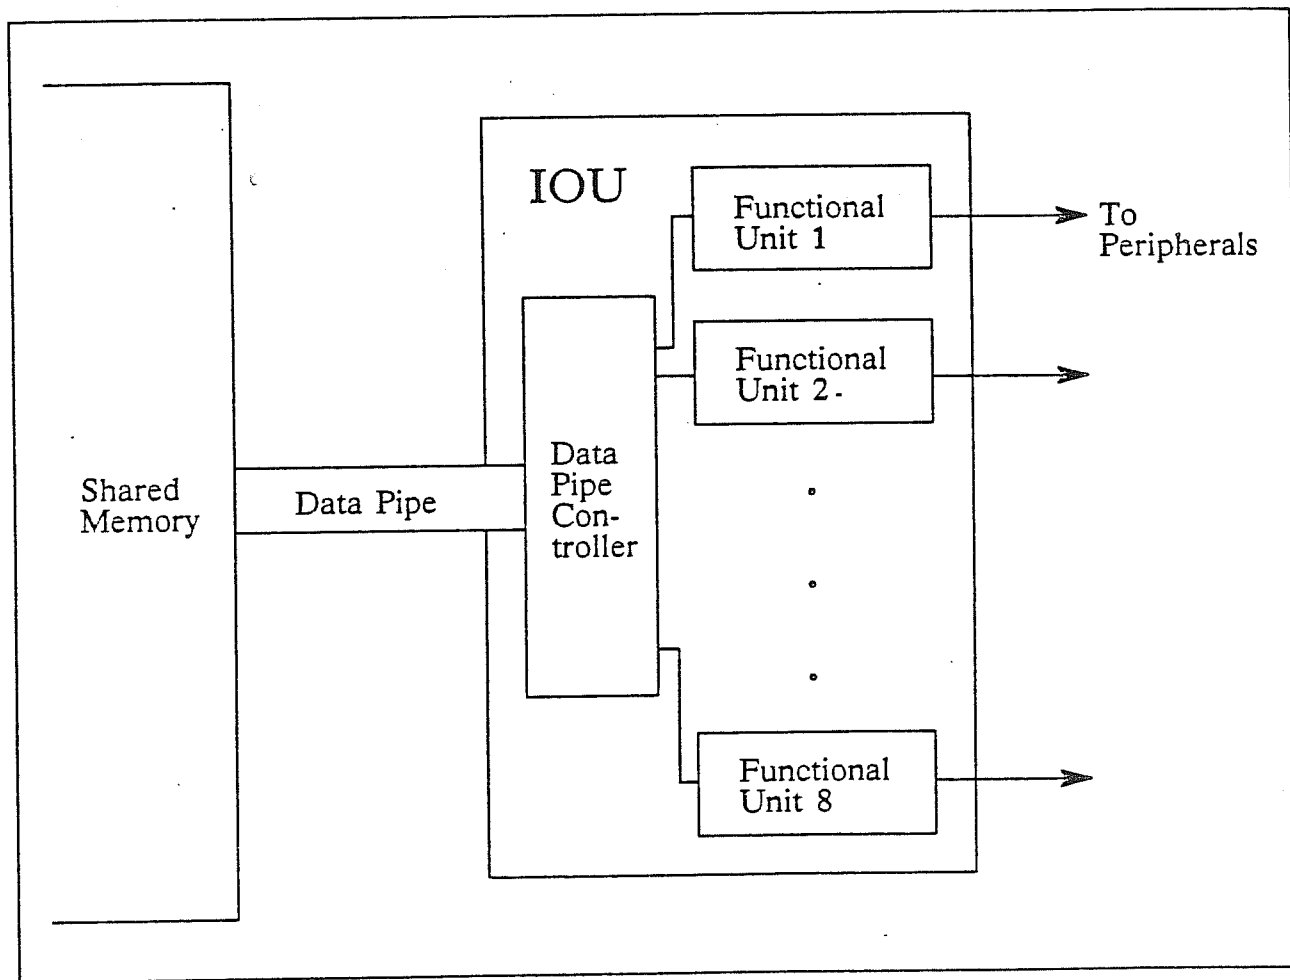 IOU
Functional
Unit 1
To
Peripherals
Functional
Unit 2
Shared
Memory
Data Pipe
Data
Pipe
Con-
troller
Functional
Unit 8